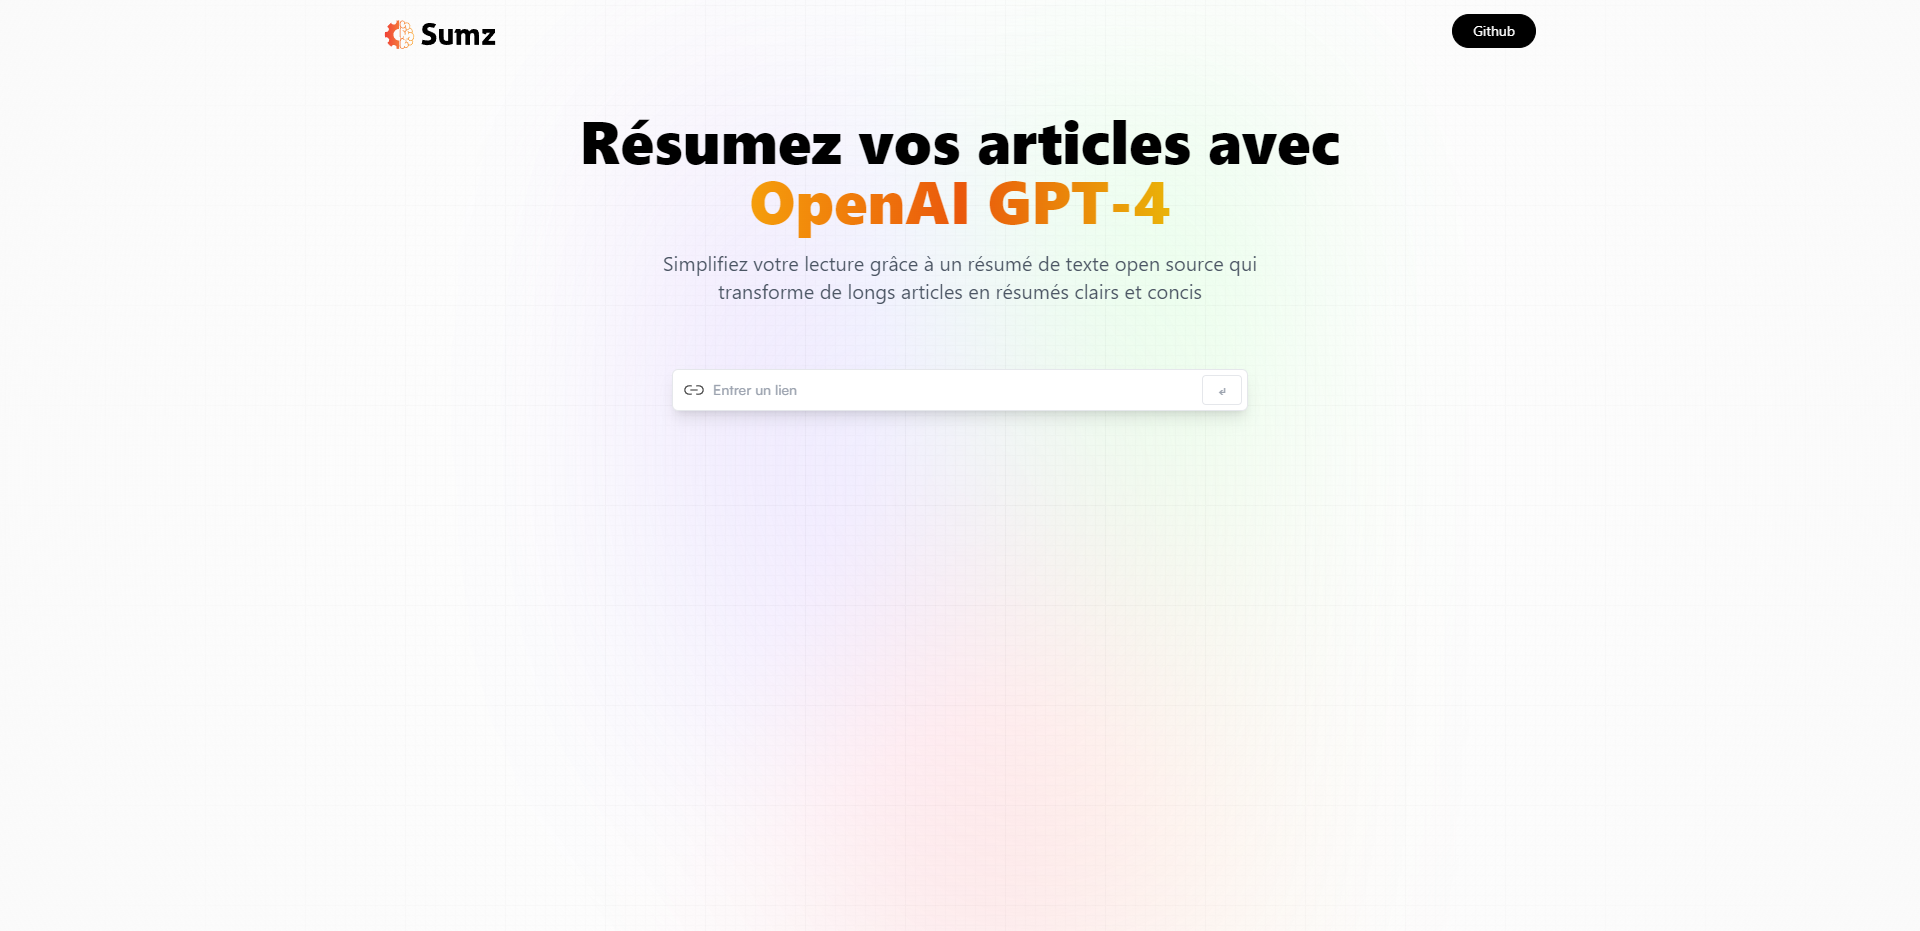 Sumz
Github
Résumez vos articles avec
OpenAI GPT-4
Simplifiez votre lecture grâce à un résumé de texte open source qui
transforme de longs articles en résumés clairs et concis
Entrer un lien
↲